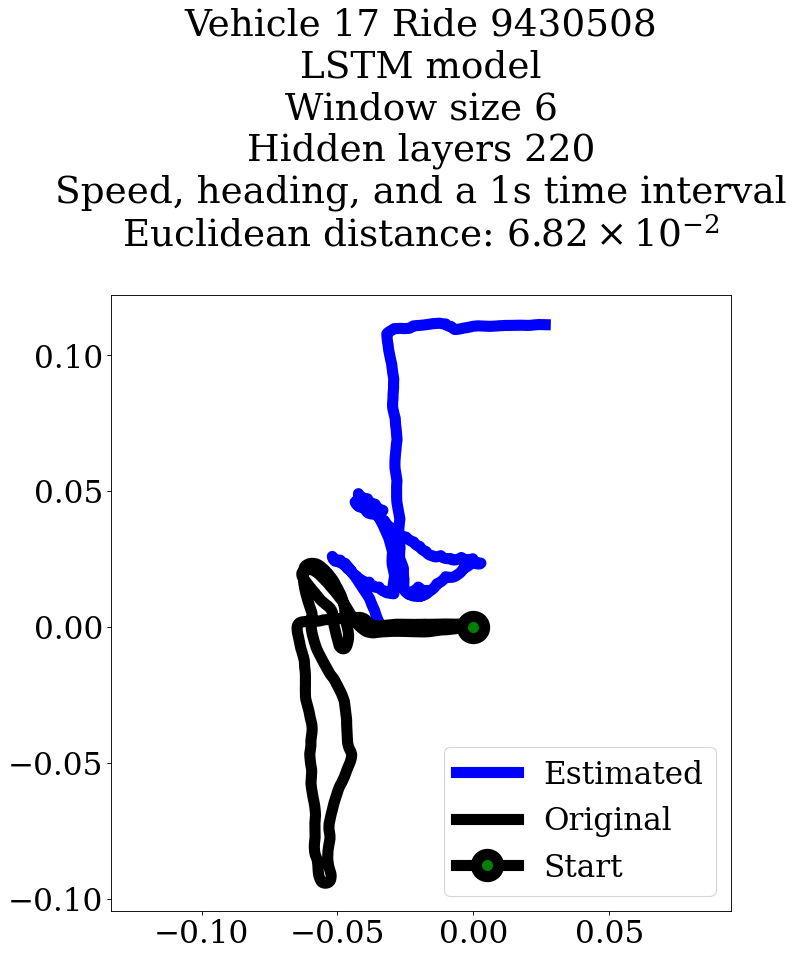 Vehicle 17 Ride 9430508
LSTM model
Window size 6
Hidden layers 220
Speed, heading, and a 1s time interval
Euclidean distance: 6.82 × 10⁻²
0.10
0.05
0.00
−0.05
−0.10
Estimated
Original
Start
−0.10 −0.05 0.00 0.05